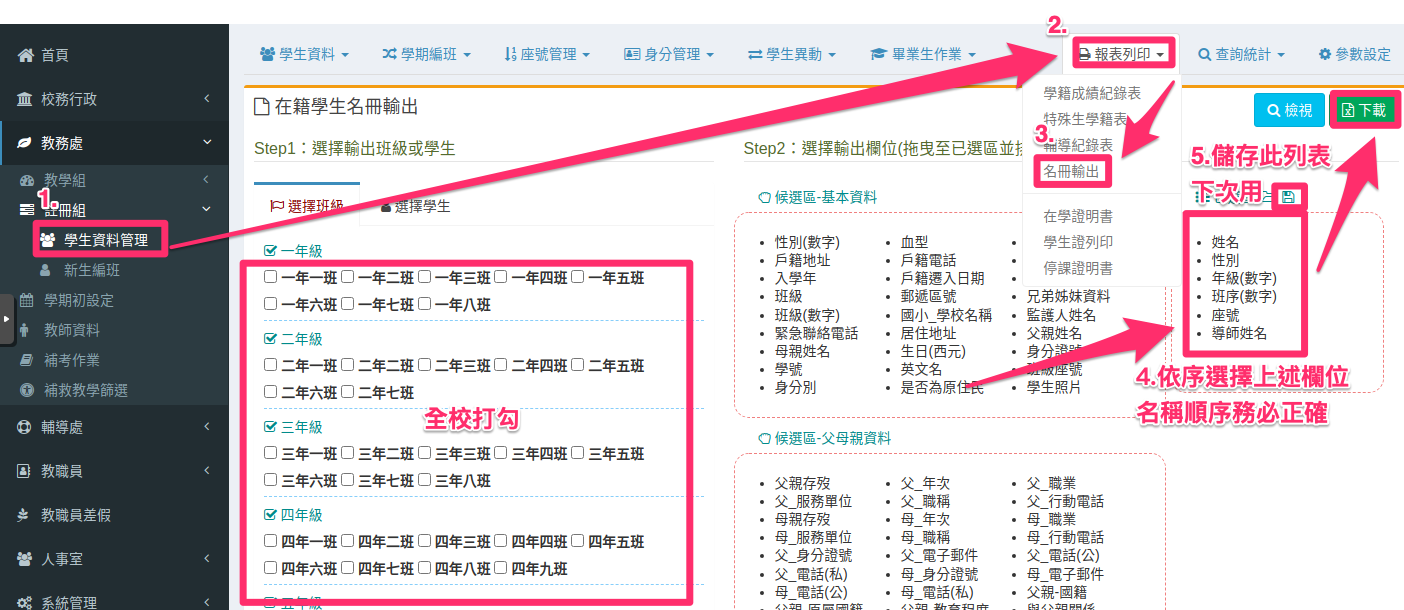 2.
首頁
學生資料
學期編班
座號管理
身分管理
學生異動
畢業生作業
報表列印
查詢統計
參數設定
校務行政
教務處
教學組
1.
註冊組
學生資料管理
新生編班
學期初設定
教師資料
補考作業
補救教學篩選
輔導處
教職員
教職員差假
人事室
系統管理
在籍學生名冊輸出
學籍成績紀錄表
特殊生學籍表
3.
輔導紀錄表
名冊輸出
在學證明書
學生證列印
停課證明書
檢視
下載
Step1：選擇輸出班級或學生
選擇班級
選擇學生
一年級
一年一班 一年二班 一年三班 一年四班 一年五班
一年六班 一年七班 一年八班
二年級
二年一班 二年二班 二年三班 二年四班 二年五班
二年六班 二年七班
全校打勾
三年級
三年一班 三年二班 三年三班 三年四班 三年五班
三年六班 三年七班 三年八班
四年級
四年一班 四年二班 四年三班 四年四班 四年五班
四年六班 四年七班 四年八班 四年九班
五年級
Step2：選擇輸出欄位(拖曳至已選區並
5.儲存此列表
下次用
候選區-基本資料
性別(數字) 血型
戶籍地址 戶籍電話
入學年 戶籍遷入日期
班級 郵遞區號 兄弟姊妹資料
班級(數字) 國小_學校名稱 監護人姓名
緊急聯絡電話 居住地址 父親姓名
母親姓名 生日(西元) 身分證號
學號 英文名 班級座號
身分別 是否為原住民 學生照片
姓名
性別
年級(數字)
班序(數字)
座號
導師姓名
4.依序選擇上述欄位
名稱順序務必正確
候選區-父母親資料
父親存歿 父_年次 父_職業
父_服務單位 父_職稱 父_行動電話
母親存歿 母_年次 母_職業
母_服務單位 母_職稱 母_行動電話
父_身分證號 父_電子郵件 父_電話(公)
父_電話(私) 母_身分證號 母_電子郵件
母_電話(公) 母_電話(私) 父親-國籍
父親-原屬國籍 父親-教育程度 與父親關係